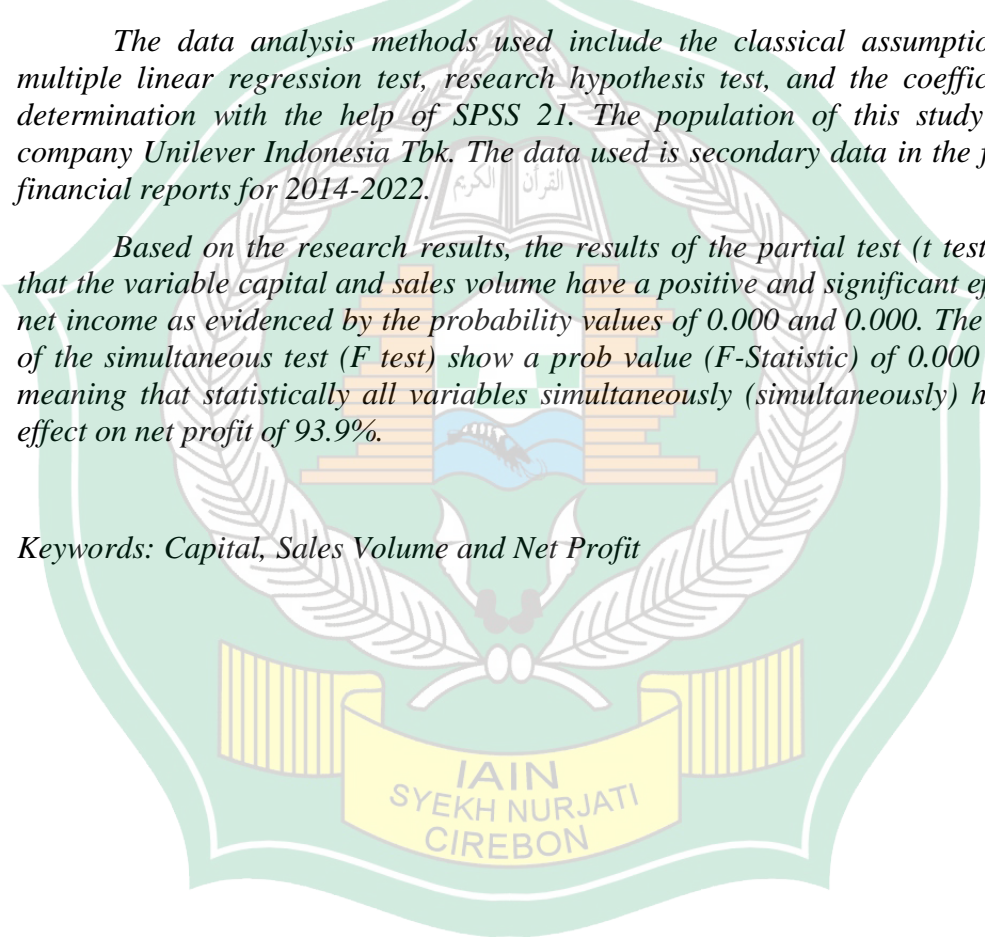 The data analysis methods used include the classical assumptio
multiple linear regression test, research hypothesis test, and the coeffic
determination with the help of SPSS 21. The population of this study
company Unilever Indonesia Tbk. The data used is secondary data in the f
financial reports for 2014-2022.
Based on the research results, the results of the partial test (t test
that the variable capital and sales volume have a positive and significant ef
net income as evidenced by the probability values of 0.000 and 0.000. The
of the simultaneous test (F test) show a prob value (F-Statistic) of 0.000
meaning that statistically all variables simultaneously (simultaneously) h
effect on net profit of 93.9%.
Keywords: Capital, Sales Volume and Net Profit
القرآن الكريم
IAIN
SYEKH NURJATI
CIREBON